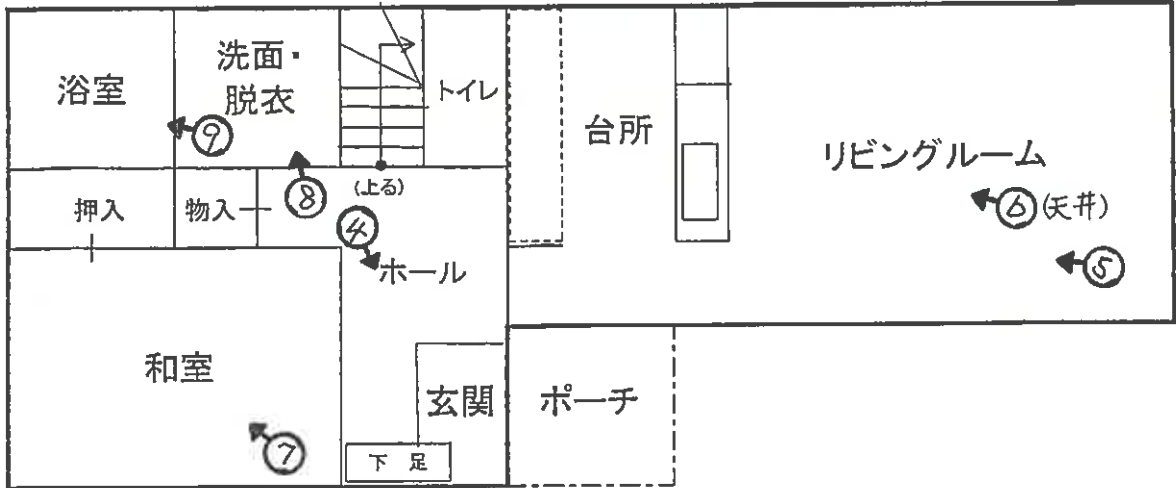 浴室
洗面・
脱衣
トイレ
台所
リビングルーム
⑨
⑧
(上る)
押入
物入
④
ホール
⑥(天井)
⑤
和室
⑦
玄関
下足
ポーチ